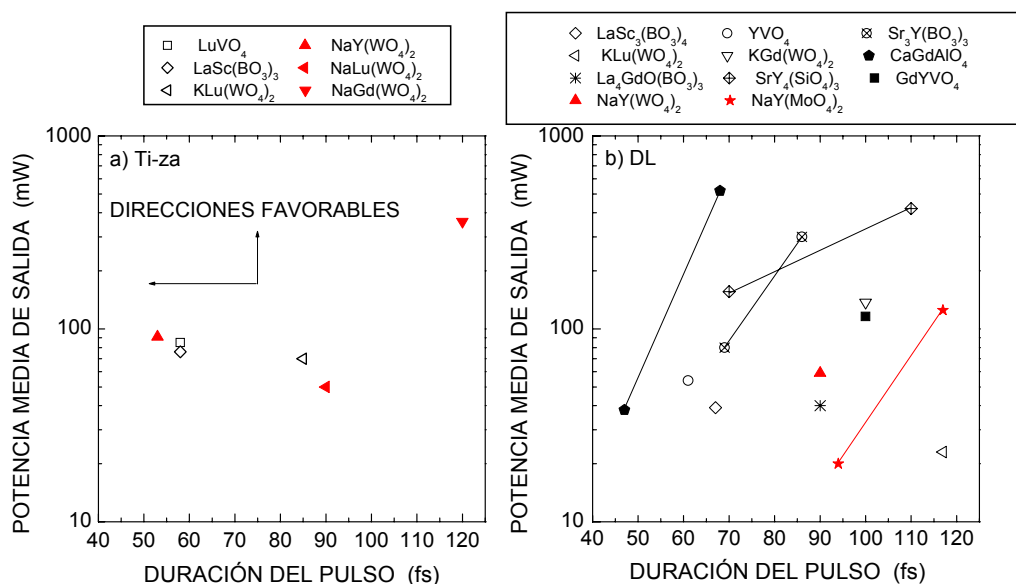 LuVO₄ NaY(WO₄)₂
LaSc(BO₃)₃ NaLu(WO₄)₂
KLu(WO₄)₂ NaGd(WO₄)₂
LaSc₃(BO₃)₄ YVO₄ Sr₃Y(BO₃)₃
KLu(WO₄)₂ KGd(WO₄)₂ CaGdAlO₄
La₄GdO(BO₃)₃ SrY₄(SiO₄)₃ GdYVO₄
NaY(WO₄)₂ NaY(MoO₄)₂
a) Ti-za
DIRECCIONES FAVORABLES
POTENCIA MEDIA DE SALIDA (mW)
1000
100
10
40 50 60 70 80 90 100 110 120
DURACIÓN DEL PULSO (fs)
b) DL
POTENCIA MEDIA DE SALIDA (mW)
1000
100
10
40 50 60 70 80 90 100 110 120
DURACIÓN DEL PULSO (fs)